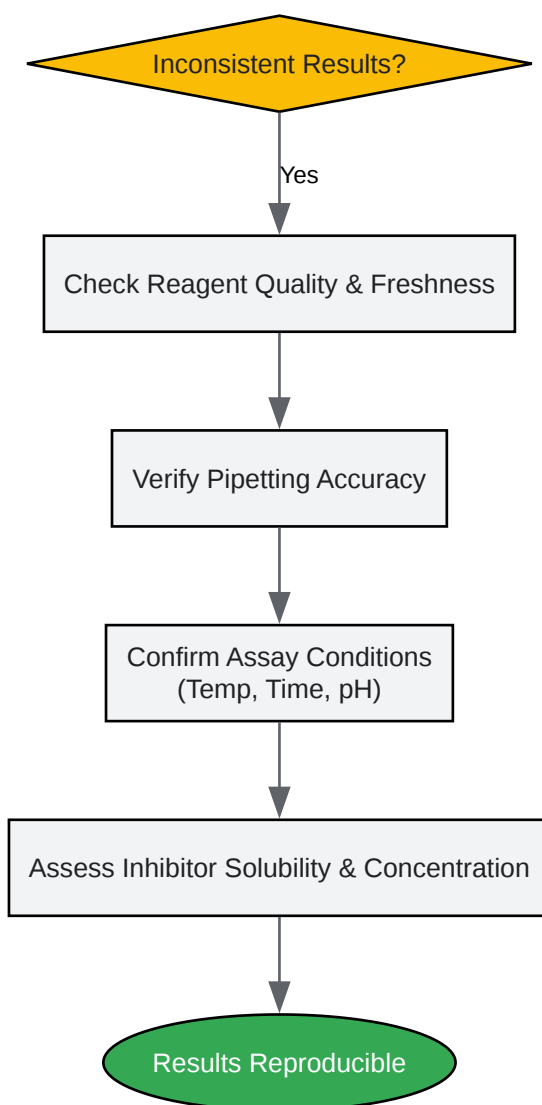 Inconsistent Results?
Yes
Check Reagent Quality & Freshness
Verify Pipetting Accuracy
Confirm Assay Conditions
(Temp, Time, pH)
Assess Inhibitor Solubility & Concentration
Results Reproducible